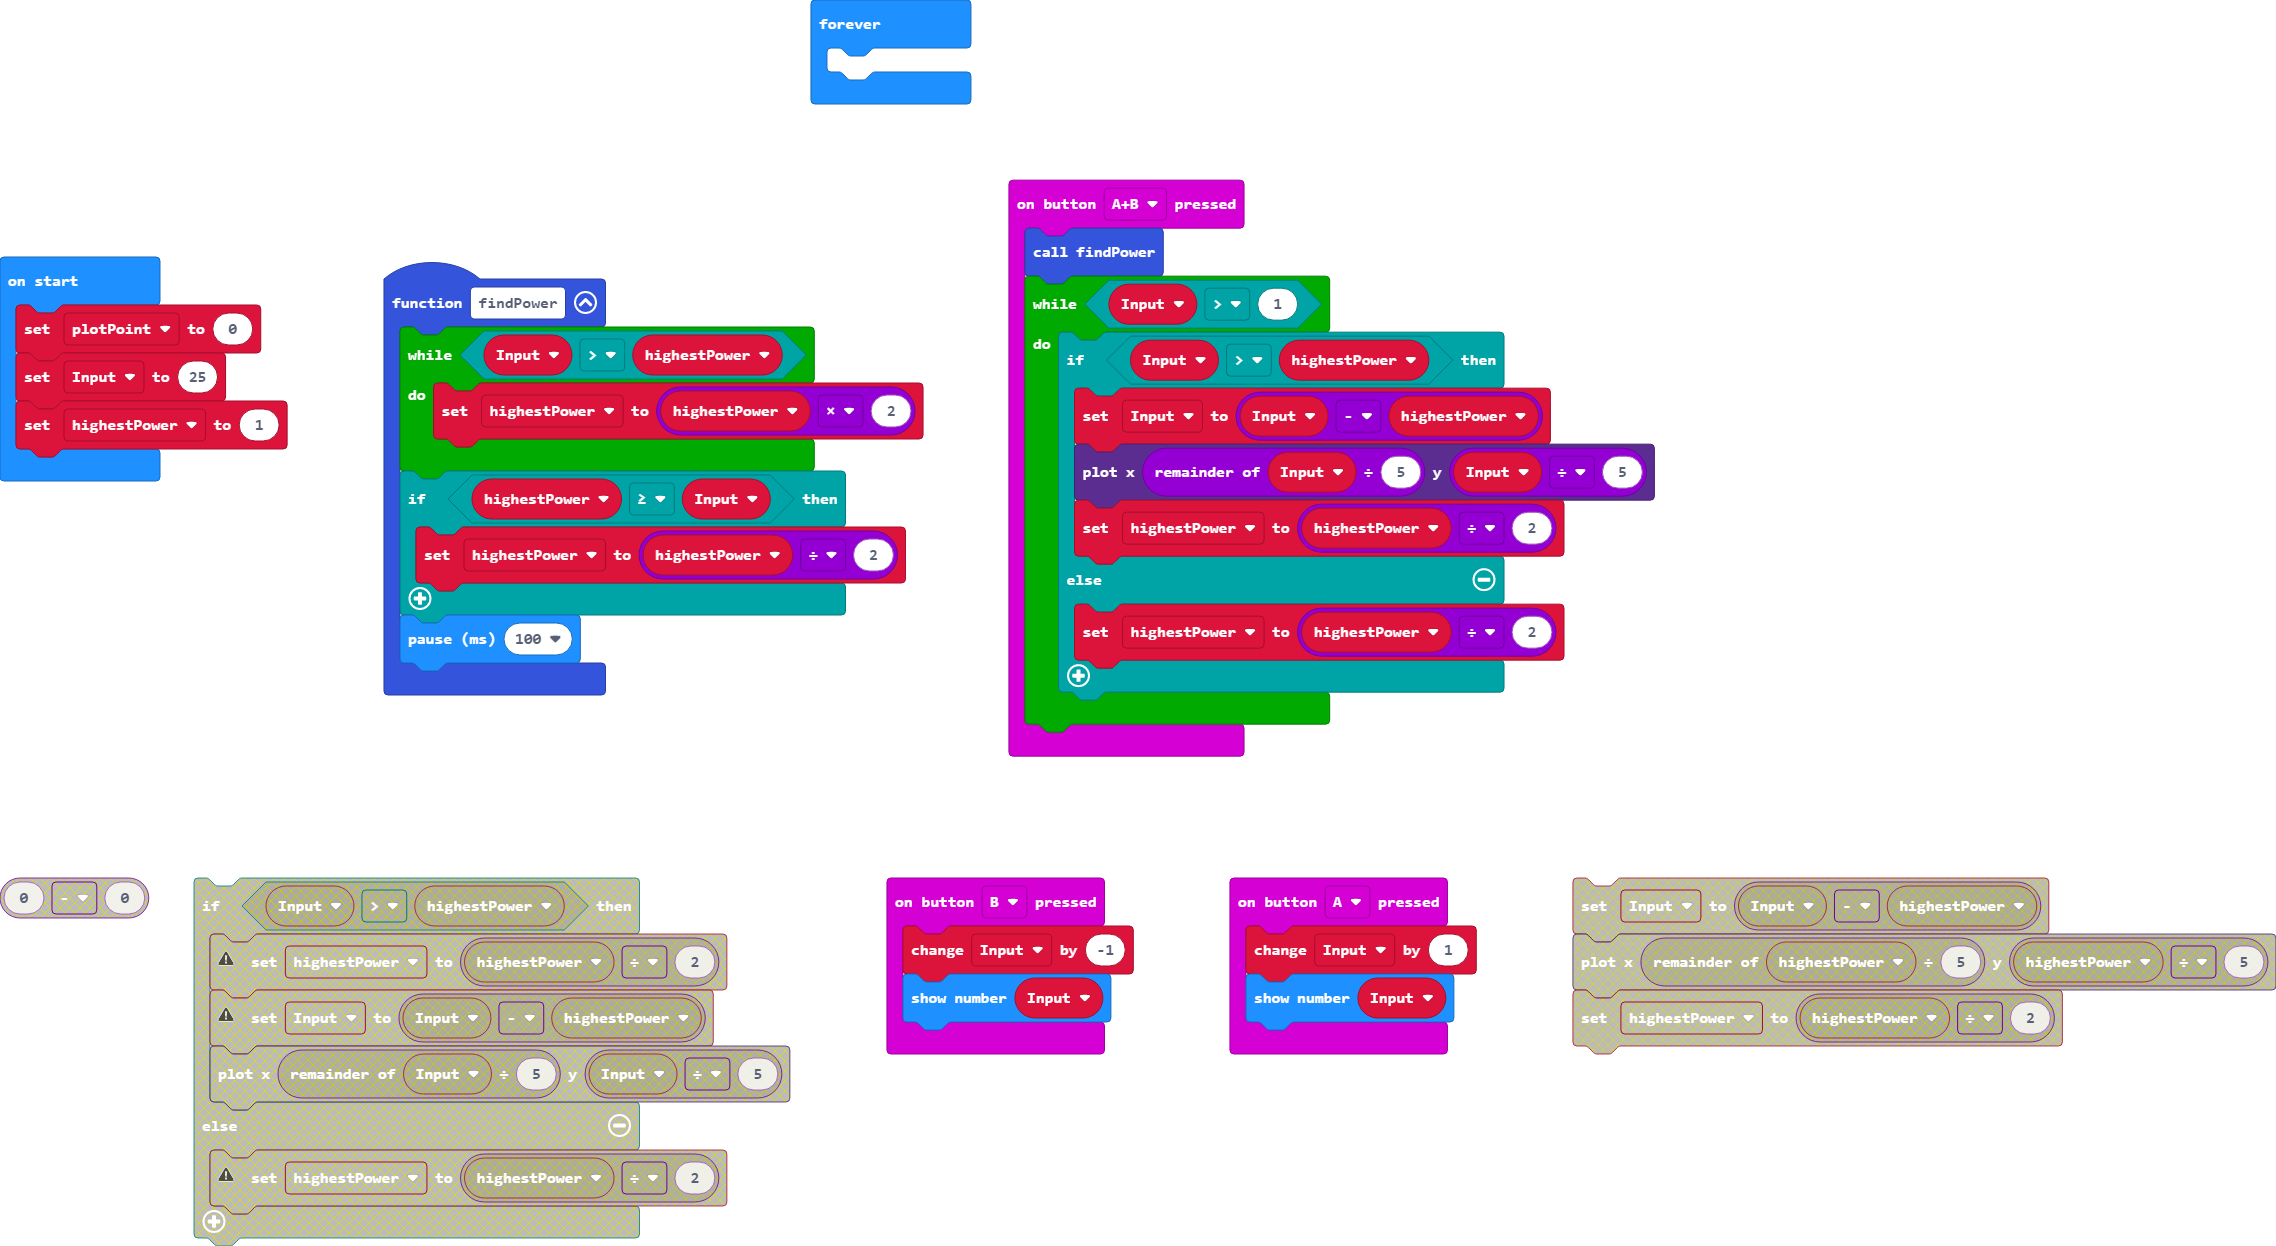 forever
on start
set plotPoint to 0
set Input to 25
set highestPower to 1
function findPower
while Input > highestPower
do set highestPower to highestPower × 2
if highestPower ≥ Input then
set highestPower to highestPower ÷ 2
pause (ms) 100
on button A+B pressed
call findPower
while Input > 1
do if Input > highestPower then
set Input to Input - highestPower
plot x remainder of Input ÷ 5 y Input ÷ 5
set highestPower to highestPower ÷ 2
else
set highestPower to highestPower ÷ 2
0 - 0
if Input > highestPower then
set highestPower to highestPower ÷ 2
set Input to Input - highestPower
plot x remainder of Input ÷ 5 y Input ÷ 5
else
set highestPower to highestPower ÷ 2
on button B pressed
change Input by -1
show number Input
on button A pressed
change Input by 1
show number Input
set Input to Input - highestPower
plot x remainder of highestPower ÷ 5 y highestPower ÷ 5
set highestPower to highestPower ÷ 2